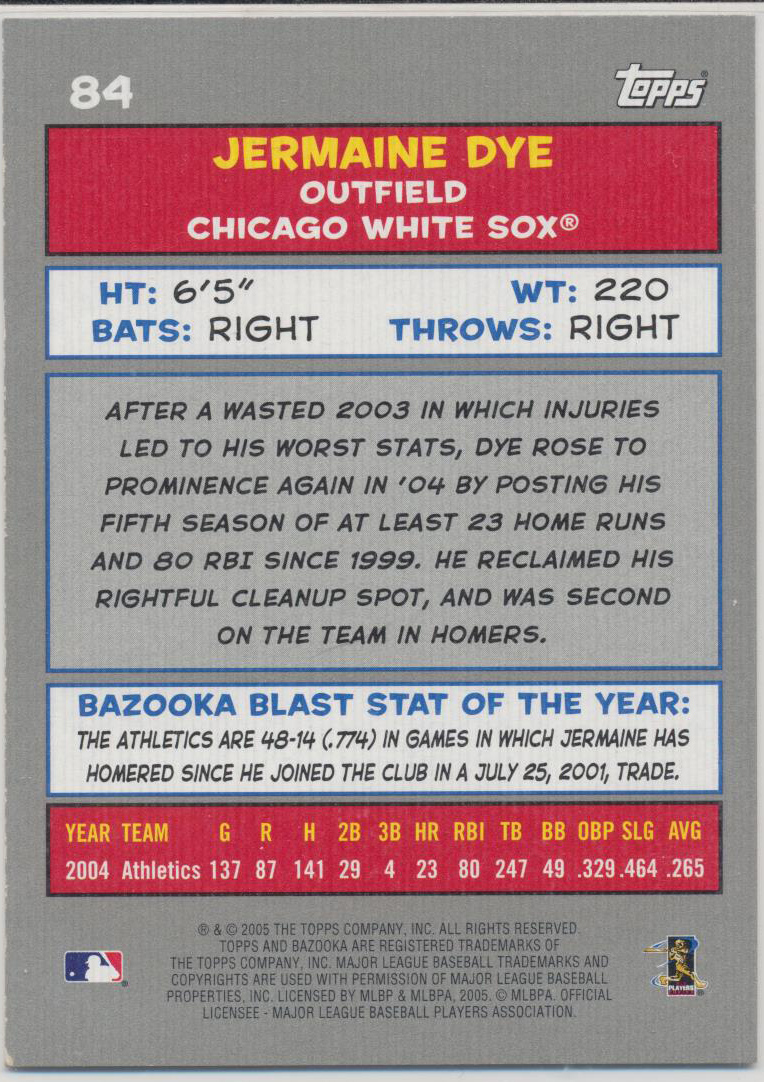 84
topps®
JERMAINE DYE
OUTFIELD
CHICAGO WHITE SOX®
HT: 6'5" WT: 220
BATS: RIGHT THROWS: RIGHT
AFTER A WASTED 2003 IN WHICH INJURIES
LED TO HIS WORST STATS, DYE ROSE TO
PROMINENCE AGAIN IN '04 BY POSTING HIS
FIFTH SEASON OF AT LEAST 23 HOME RUNS
AND 80 RBI SINCE 1999. HE RECLAIMED HIS
RIGHTFUL CLEANUP SPOT, AND WAS SECOND
ON THE TEAM IN HOMERS.
BAZOOKA BLAST STAT OF THE YEAR:
THE ATHLETICS ARE 48-14 (.774) IN GAMES IN WHICH JERMAINE HAS
HOMERED SINCE HE JOINED THE CLUB IN A JULY 25, 2001, TRADE.
YEAR TEAM G R H 2B 3B HR RBI TB BB OBP SLG AVG
2004 Athletics 137 87 141 29 4 23 80 247 49 .329 .464 .265
® & © 2005 THE TOPPS COMPANY, INC. ALL RIGHTS RESERVED.
TOPPS AND BAZOOKA ARE REGISTERED TRADEMARKS OF
THE TOPPS COMPANY, INC. MAJOR LEAGUE BASEBALL TRADEMARKS AND
COPYRIGHTS ARE USED WITH PERMISSION OF MAJOR LEAGUE BASEBALL
PROPERTIES, INC. LICENSED BY MLBP & MLBPA, 2005. © MLBPA. OFFICIAL
LICENSEE - MAJOR LEAGUE BASEBALL PLAYERS ASSOCIATION.
®
PLAYERS
®